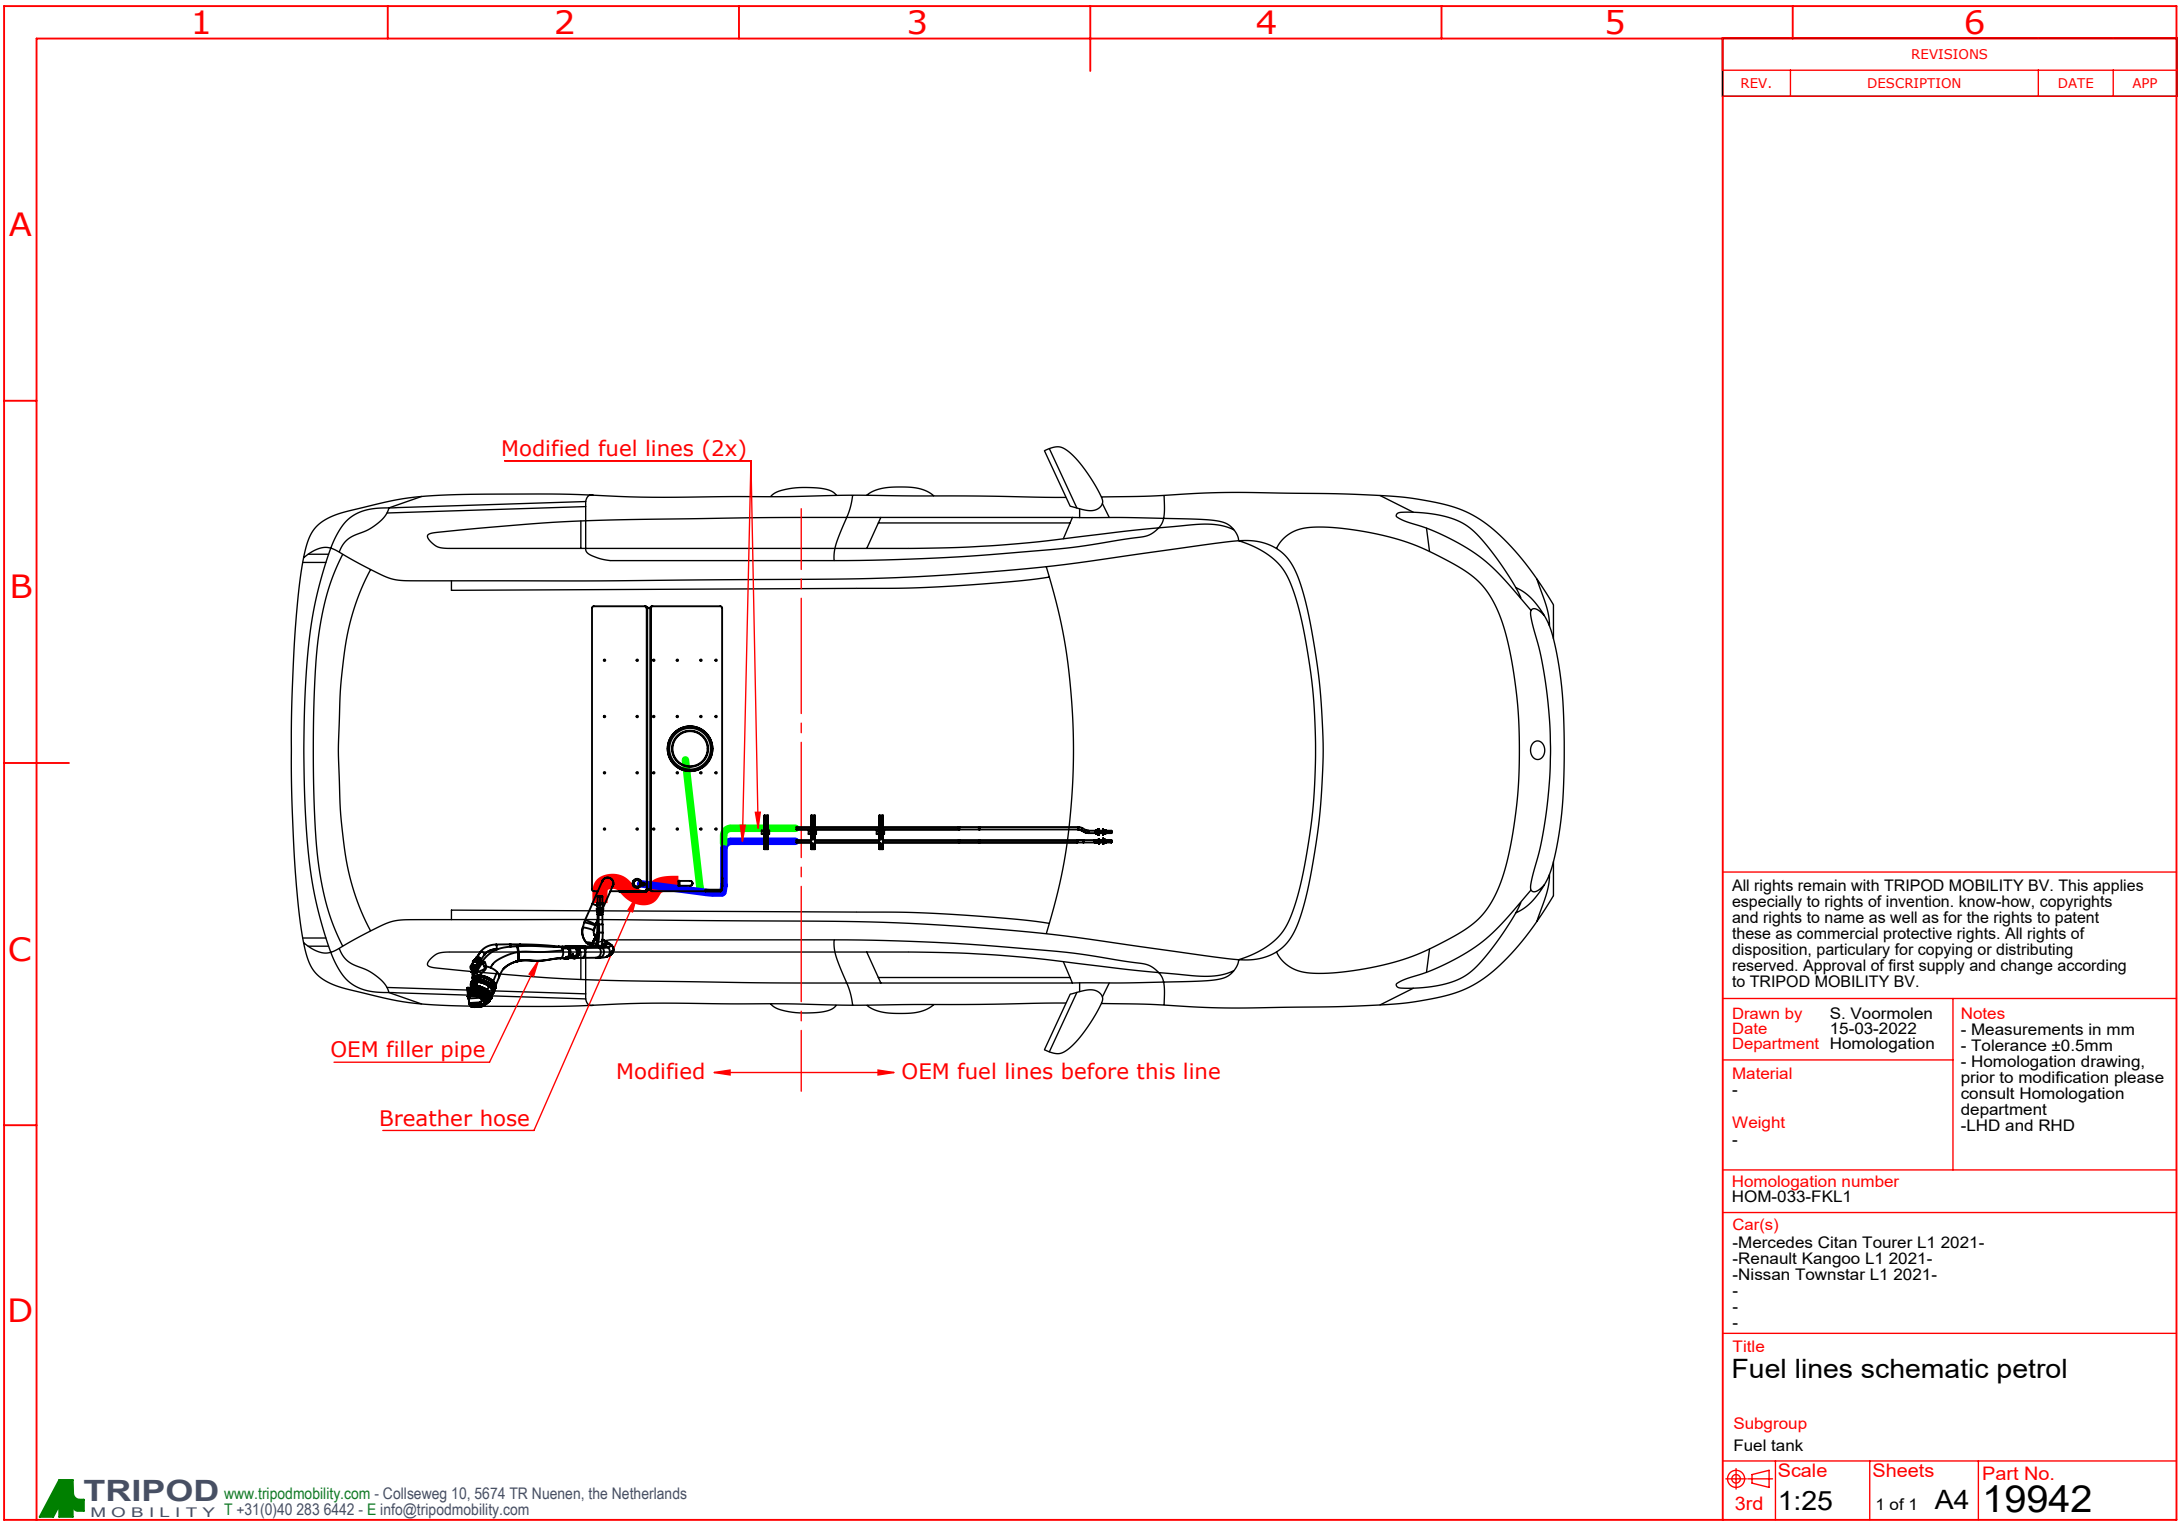 1 2 3 4 5 6
REVISIONS
REV. DESCRIPTION DATE APP
A
B
C
D
Modified fuel lines (2x)
OEM filler pipe
Modified OEM fuel lines before this line
Breather hose
All rights remain with TRIPOD MOBILITY BV. This applies
especially to rights of invention. know-how, copyrights
and rights to name as well as for the rights to patent
these as commercial protective rights. All rights of
disposition, particulary for copying or distributing
reserved. Approval of first supply and change according
to TRIPOD MOBILITY BV.
Drawn by S. Voormolen
Date 15-03-2022
Department Homologation
Material
-
Weight
-
Notes
- Measurements in mm
- Tolerance ±0.5mm
- Homologation drawing,
prior to modification please
consult Homologation
department
-LHD and RHD
Homologation number
HOM-033-FKL1
Car(s)
-Mercedes Citan Tourer L1 2021-
-Renault Kangoo L1 2021-
-Nissan Townstar L1 2021-
-
-
-
Title
Fuel lines schematic petrol
Subgroup
Fuel tank
3rd
Scale
1:25
Sheets
1 of 1 A4
Part No.
19942
TRIPOD
MOBILITY
www.tripodmobility.com - Collseweg 10, 5674 TR Nuenen, the Netherlands
T +31(0)40 283 6442 - E info@tripodmobility.com